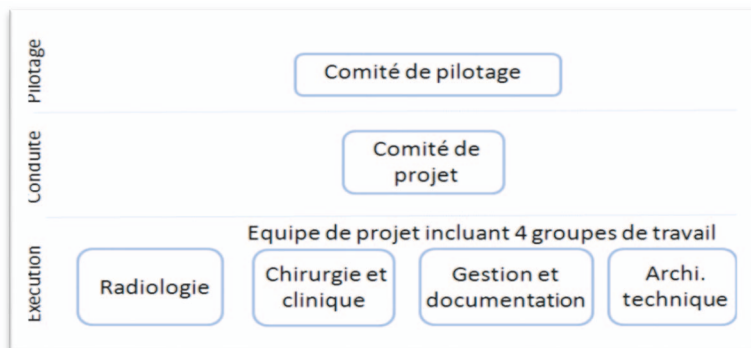 Pilotage
Comité de pilotage
Conduite
Comité de
projet
Execution
Equipe de projet incluant 4 groupes de travail
Radiologie
Chirurgie et
clinique
Gestion et
documentation
Archi.
technique